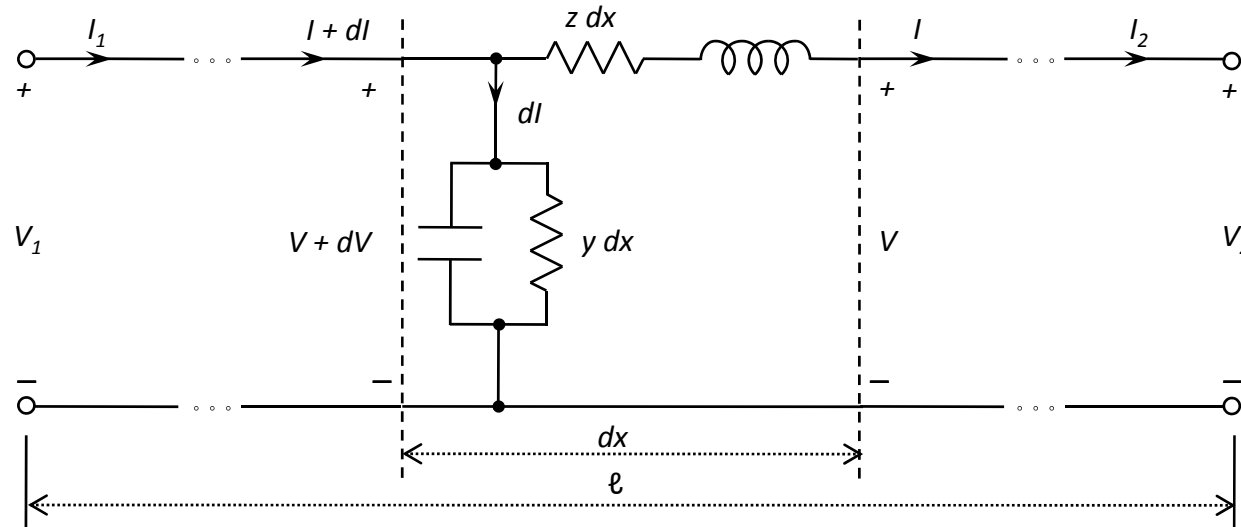 z dx
I₁
I + dI
I
I₂
+
+
+
+
dI
V₁
V + dV
y dx
V
V
–
–
–
–
dx
ℓ